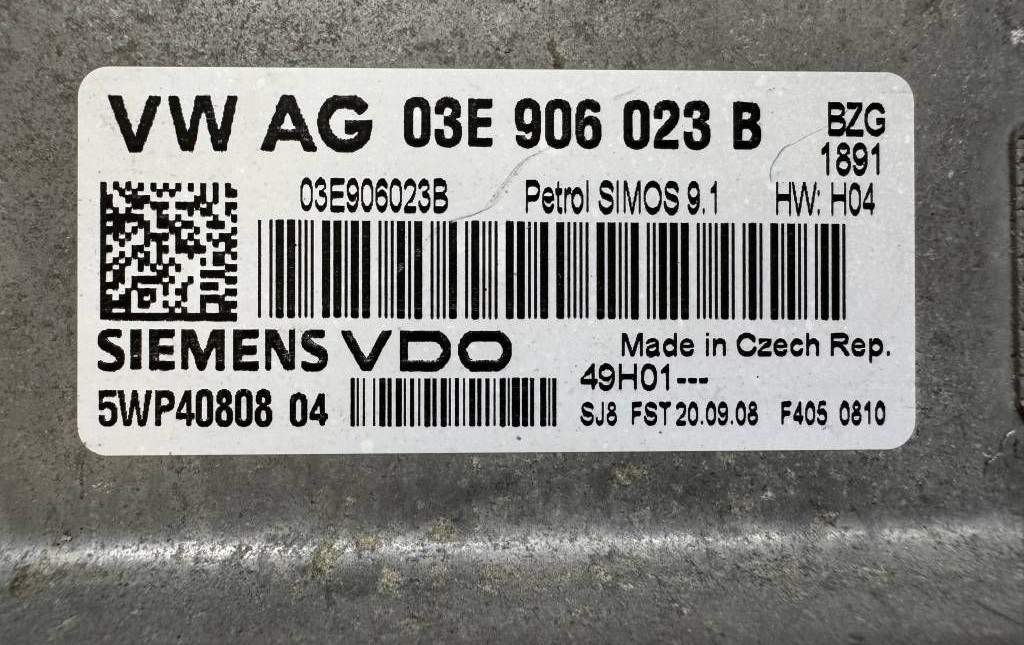 VW AG 03E 906 023 B BZG
1891
03E906023B Petrol SIMOS 9.1 HW: H04
SIEMENS VDO Made in Czech Rep.
49H01---
5WP40808 04 SJ8 FST 20.09.08 F405 0810